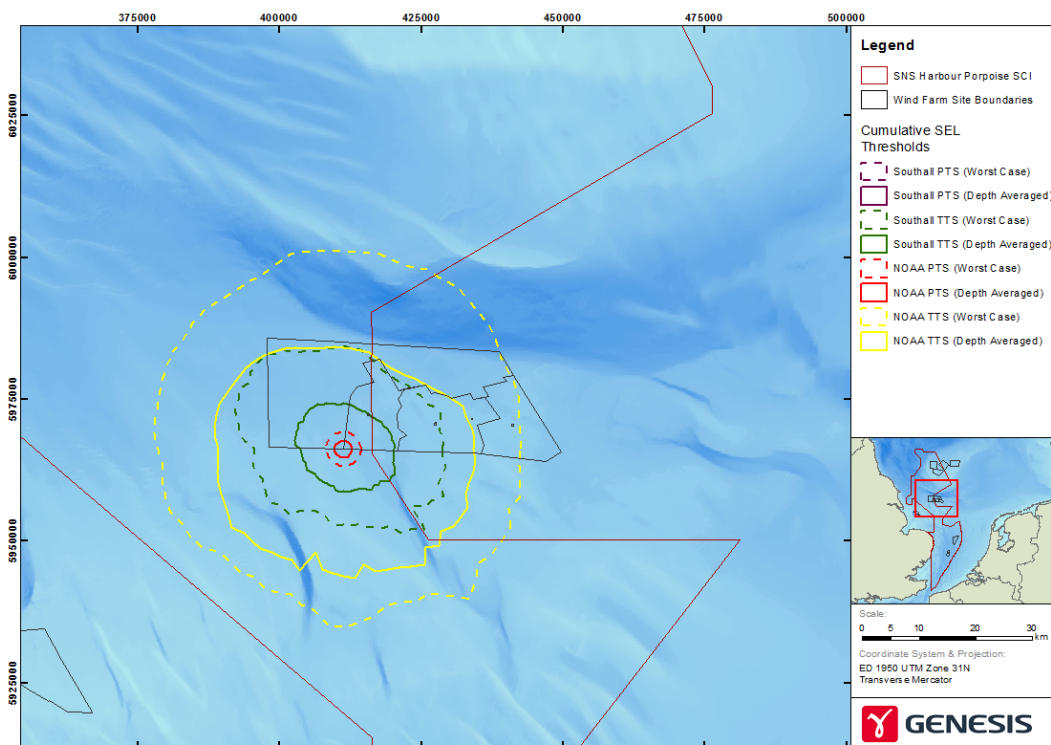 375000 400000 425000 450000 475000 500000
6025000
6000000
5975000
5950000
5925000
Legend
SNS Harbour Porpoise SCI
Wind Farm Site Boundaries
Cumulative SEL
Thresholds
Southall PTS (Worst Case)
Southall PTS (Depth Averaged)
Southall TTS (Worst Case)
Southall TTS (Depth Averaged)
NOAA PTS (Worst Case)
NOAA PTS (Depth Averaged)
NOAA TTS (Worst Case)
NOAA TTS (Depth Averaged)
Scale:
0 5 10 20 30
km
Coordinate System & Projection:
ED 1950 UTM Zone 31N
Transverse Mercator
GENESIS